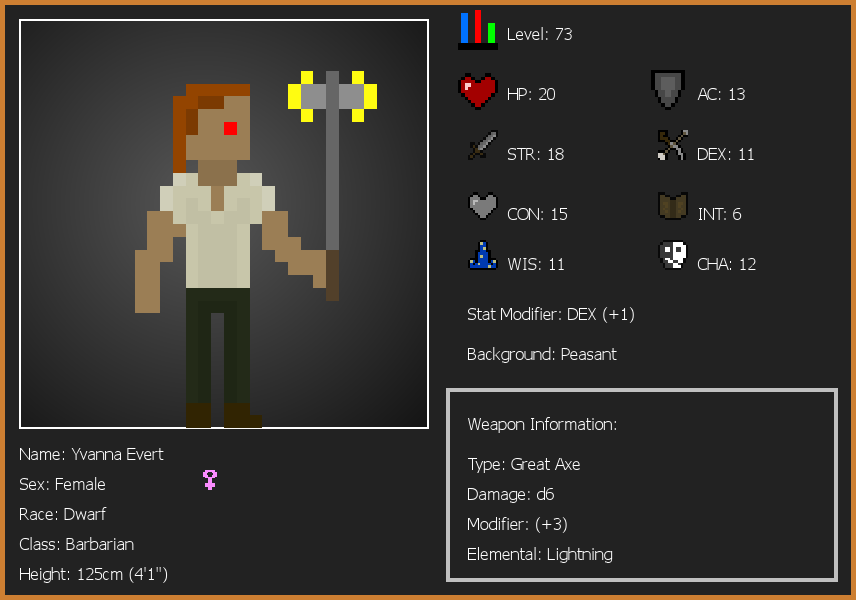 Level: 73
HP: 20
AC: 13
STR: 18
DEX: 11
CON: 15
INT: 6
WIS: 11
CHA: 12
Stat Modifier: DEX (+1)
Background: Peasant
Weapon Information:
Type: Great Axe
Damage: d6
Modifier: (+3)
Elemental: Lightning
Name: Yvanna Evert
Sex: Female
Race: Dwarf
Class: Barbarian
Height: 125cm (4'1")